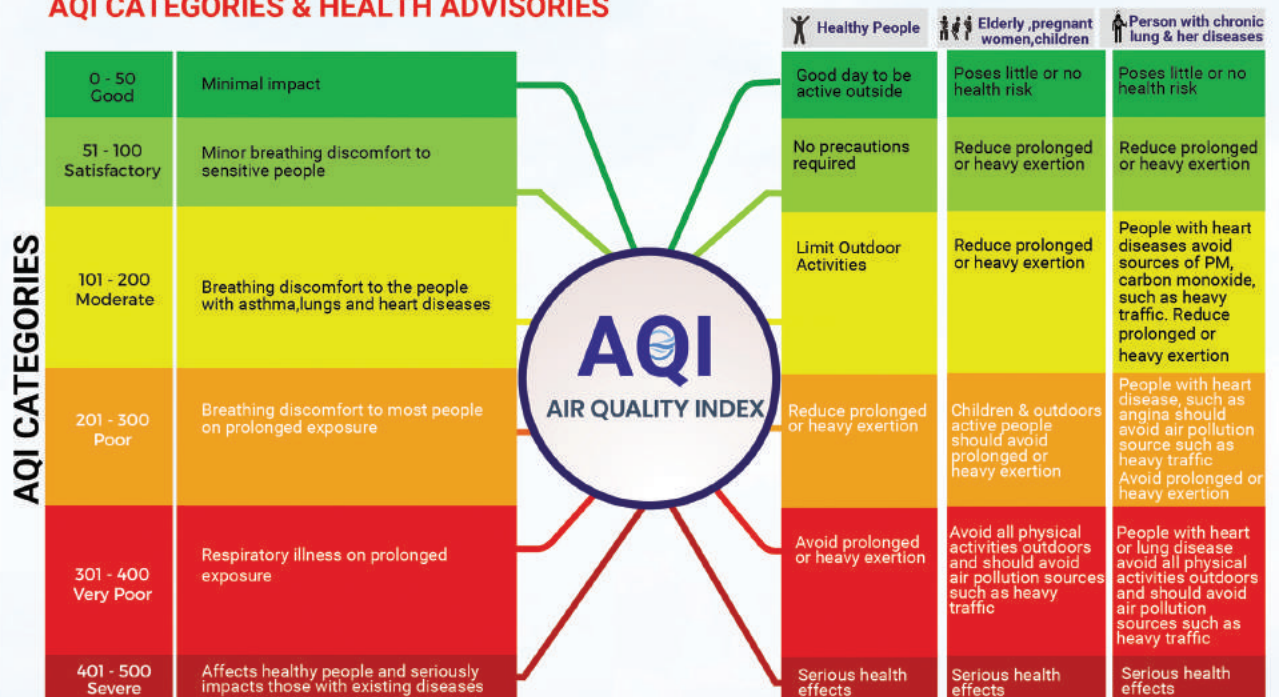 AQI CATEGORIES & HEALTH ADVISORIES
Healthy People
Elderly ,pregnant
women,children
Person with chronic
lung & her diseases
AQI CATEGORIES
0 - 50
Good
Minimal impact
51 - 100
Satisfactory
Minor breathing discomfort to
sensitive people
101 - 200
Moderate
Breathing discomfort to the people
with asthma,lungs and heart diseases
201 - 300
Poor
Breathing discomfort to most people
on prolonged exposure
301 - 400
Very Poor
Respiratory illness on prolonged
exposure
401 - 500
Severe
Affects healthy people and seriously
impacts those with existing diseases
AQI
AIR QUALITY INDEX
Good day to be
active outside
Poses little or no
health risk
Poses little or no
health risk
No precautions
required
Reduce prolonged
or heavy exertion
Reduce prolonged
or heavy exertion
Limit Outdoor
Activities
Reduce prolonged
or heavy exertion
People with heart
diseases avoid
sources of PM,
carbon monoxide,
such as heavy
traffic. Reduce
prolonged or
heavy exertion
Reduce prolonged
or heavy exertion
Children & outdoors
active people
should avoid
prolonged or
heavy exertion
People with heart
disease, such as
angina should
avoid air pollution
source such as
heavy traffic
Avoid prolonged or
heavy exertion
Avoid prolonged
or heavy exertion
Avoid all physical
activities outdoors
and should avoid
air pollution sources
such as heavy
traffic
People with heart
or lung disease
avoid all physical
activities outdoors
and should avoid
air pollution
sources such as
heavy traffic
Serious health
effects
Serious health
effects
Serious health
effects